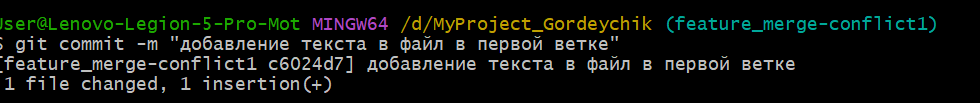 User@Lenovo-Legion-5-Pro-Mot MINGW64 /d/MyProject_Gordeychik (feature_merge-conflict1)
$ git commit -m "добавление текста в файл в первой ветке"
[feature_merge-conflict1 c6024d7] добавление текста в файл в первой ветке
1 file changed, 1 insertion(+)